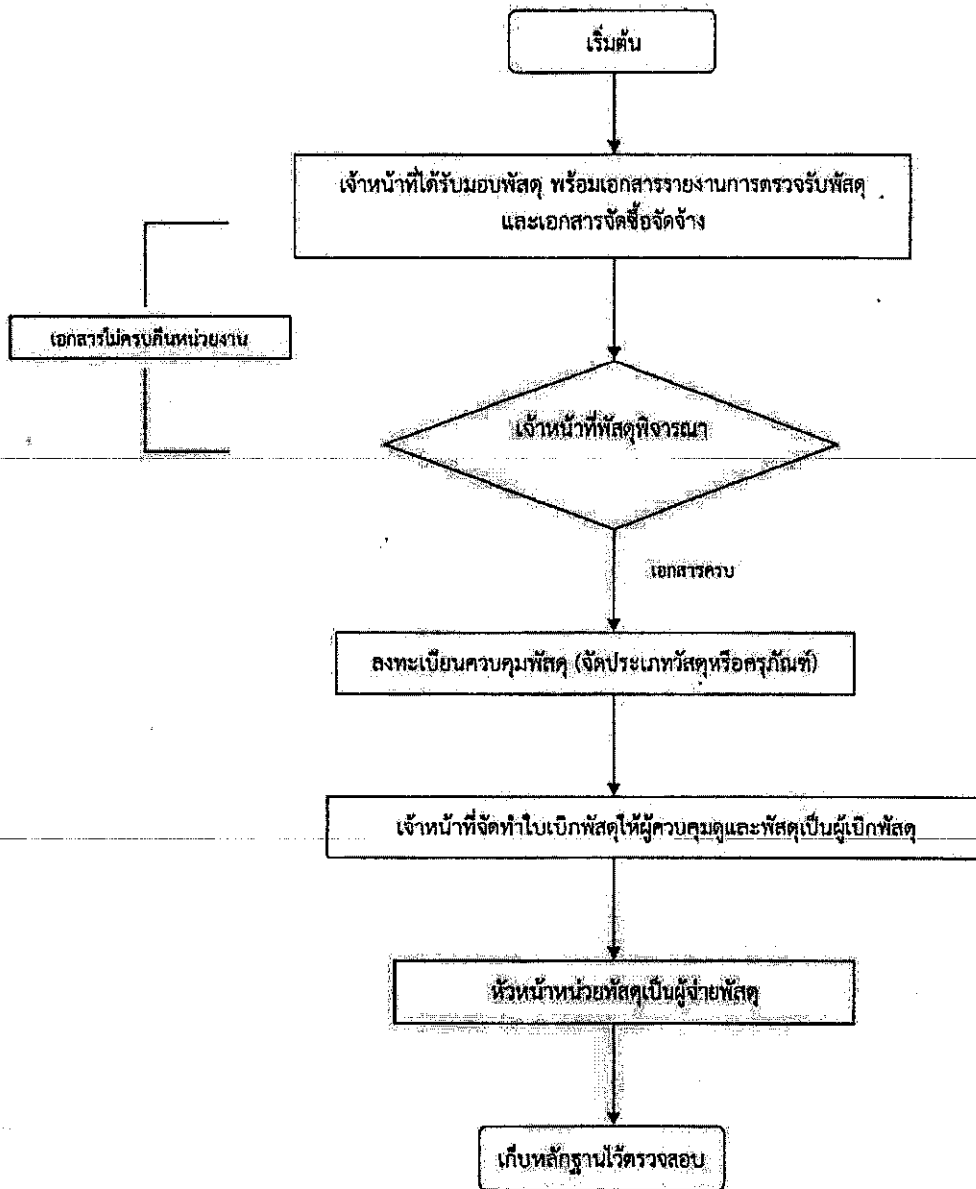 เริ่มต้น
เจ้าหน้าที่ได้รับมอบพัสดุ พร้อมเอกสารรายงานการตรวจรับพัสดุ
และเอกสารจัดซื้อจัดจ้าง
เอกสารไม่ครบคืนหน่วยงาน
เจ้าหน้าที่พัสดุพิจารณา
เอกสารครบ
ลงทะเบียนควบคุมพัสดุ (จัดประเภทวัสดุหรือครุภัณฑ์)
เจ้าหน้าที่จัดทำใบเบิกพัสดุให้ผู้ควบคุมดูและพัสดุเป็นผู้เบิกพัสดุ
หัวหน้าหน่วยพัสดุเป็นผู้จ่ายพัสดุ
เก็บหลักฐานไว้ตรวจสอบ